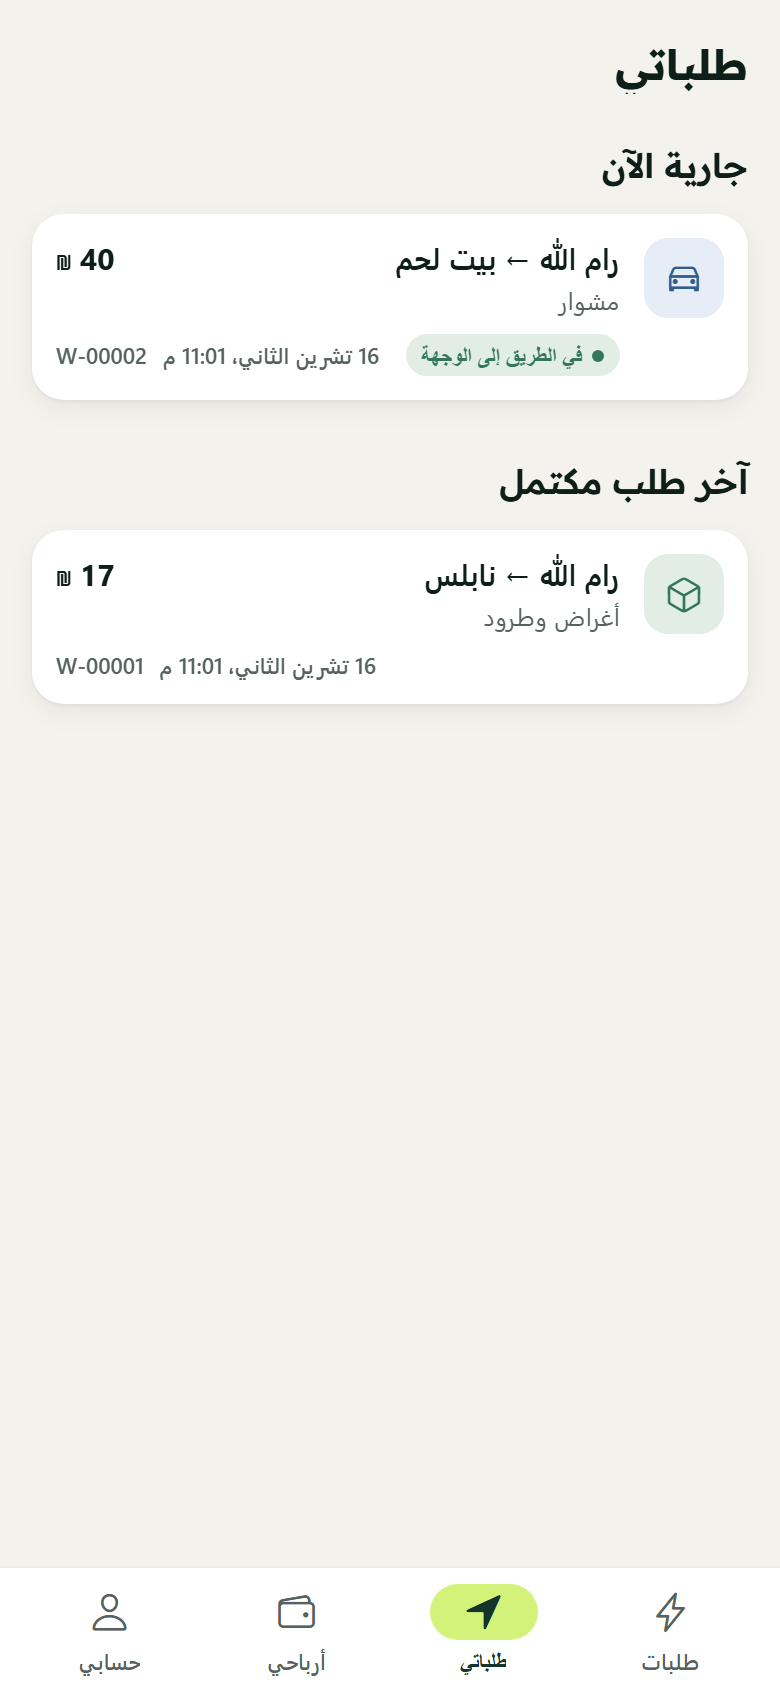 طلباتي
جارية الآن
رام الله ← بيت لحم
40 ₪
مشوار
في الطريق إلى الوجهة
16 تشرين الثاني، 11:01 م
W-00002
آخر طلب مكتمل
رام الله ← نابلس
17 ₪
أغراض وطرود
16 تشرين الثاني، 11:01 م
W-00001
طلبات
طلباتي
أرباحي
حسابي